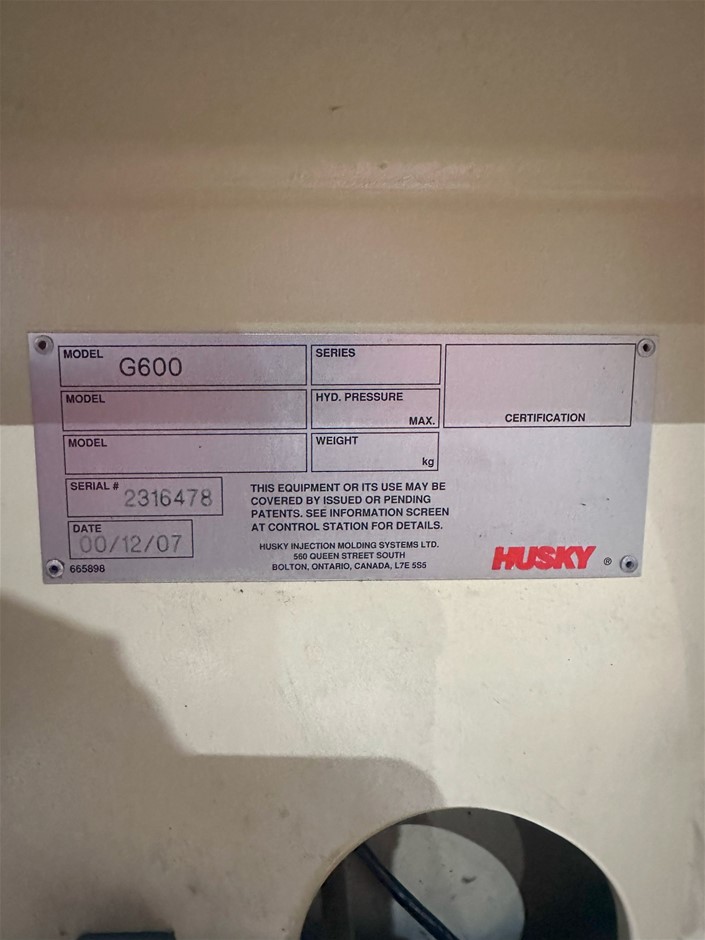 MODEL G600
SERIES
MODEL
HYD. PRESSURE
MAX.
CERTIFICATION
MODEL
WEIGHT
kg
SERIAL # 2316478
DATE
00/12/07
665898
THIS EQUIPMENT OR ITS USE MAY BE
COVERED BY ISSUED OR PENDING
PATENTS. SEE INFORMATION SCREEN
AT CONTROL STATION FOR DETAILS.
HUSKY INJECTION MOLDING SYSTEMS LTD.
560 QUEEN STREET SOUTH
BOLTON, ONTARIO, CANADA, L7E 5S5
HUSKY ®